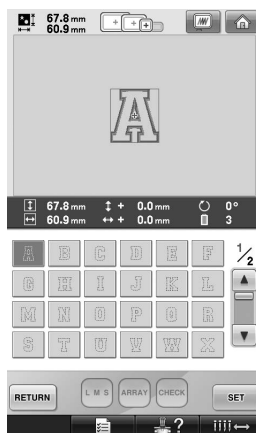 67.8 mm
60.9 mm
A
67.8 mm + 0.0 mm 0°
60.9 mm + 0.0 mm 3
A B C D E F 1/2
G H I J K L
M N O P Q R
S T U V W X
RETURN L M S ARRAY CHECK SET
?